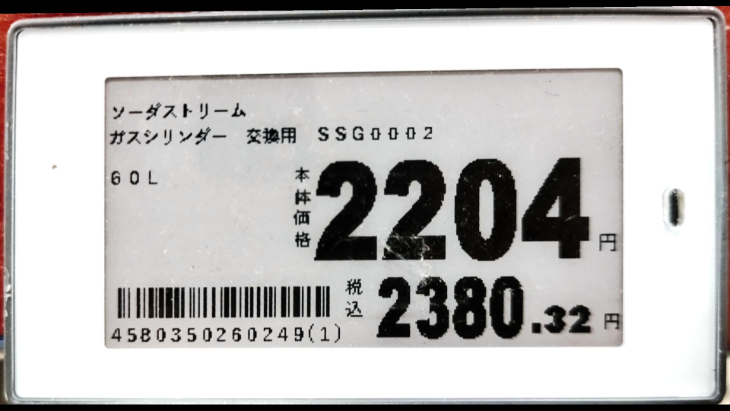 ソーダストリーム
ガスシリンダー 交換用 SSG0002
60L
本体価格 2204円
税込 2380.32円
4580350260249(1)